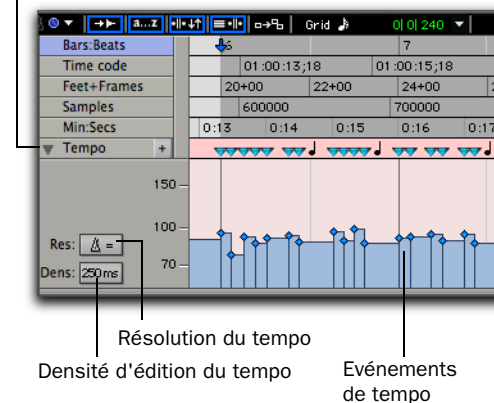 a...z Grid 0| 0| 240
Bars:Beats 6 7
Time code 01:00:13;18 01:00:15;18
Feet+Frames 20+00 22+00 24+00
Samples 600000 700000
Min:Secs 0:13 0:14 0:15 0:16 0:17
Tempo +
150
100
Res: =
70
Dens: 250 ms
Résolution du tempo
Densité d'édition du tempo
Evénements
de tempo